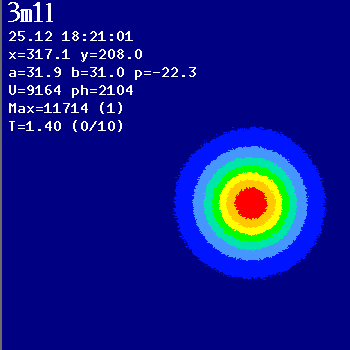 3m11
25.12 18:21:01
x=317.1 y=208.0
a=31.9 b=31.0 p=-22.3
U=9164 ph=2104
Max=11714 (1)
T=1.40 (0/10)